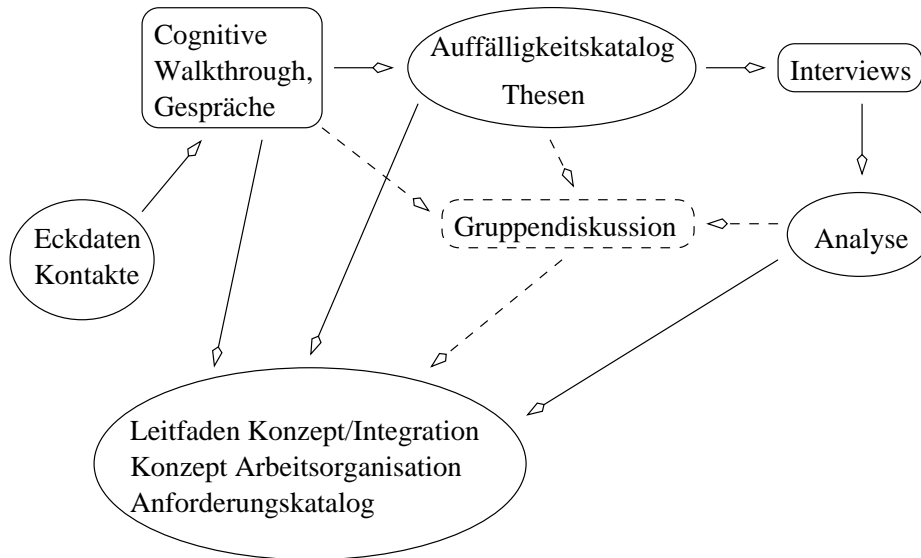 Cognitive
Walkthrough,
Gespräche
Auffälligkeitskatalog
Thesen
Interviews
Eckdaten
Kontakte
Gruppendiskussion
Analyse
Leitfaden Konzept/Integration
Konzept Arbeitsorganisation
Anforderungskatalog